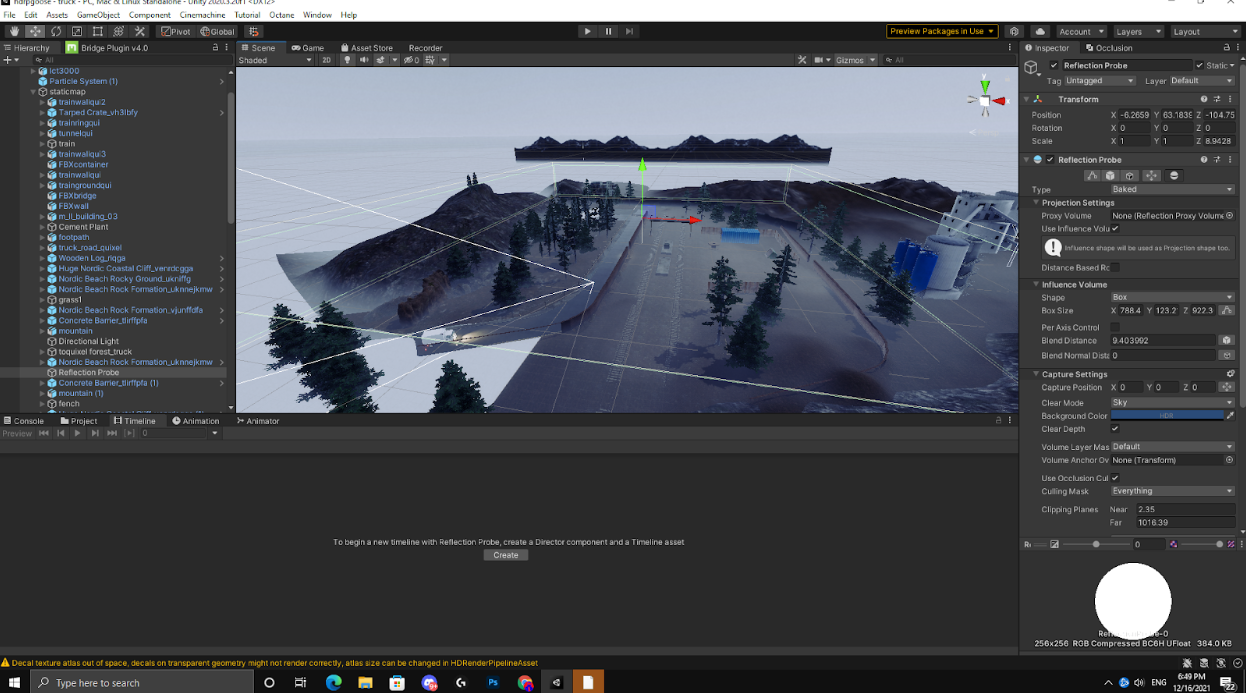 hdrpgoose - truck - PC, Mac & Linux Standalone - Unity 2020.3.20f1 <DX12>
File Edit Assets GameObject Component Cinemachine Tutorial Octane Window Help
Pivot Global Preview Packages in Use Account Layers Layout
Hierarchy Bridge Plugin v4.0
All
ict3000
Particle System (1)
staticmap
trainwallqui2
Tarped Crate_vh3lbfy
trainringqui
tunnelqui
train
trainwallqui3
FBXcontainer
trainwallqui
traingroundqui
FBXbridge
FBXwall
m_ll_building_03
Cement Plant
footpath
truck_road_quixel
Wooden Log_riqga
Huge Nordic Coastal Cliff_venrdcgga
Nordic Beach Rocky Ground_ukniffg
Nordic Beach Rock Formation_uknnejkmw
grass1
Nordic Beach Rock Formation_vjunffdfa
Concrete Barrier_tlirffpfa
mountain
Directional Light
toquixel forest_truck
Nordic Beach Rock Formation_uknnejkmw
Reflection Probe
Concrete Barrier_tlirffpfa (1)
mountain (1)
fench
Scene Game Asset Store Recorder
Shaded 2D 0 Gizmos All
Inspector Occlusion
Reflection Probe Static
Tag Untagged Layer Default
Transform
Position X -6.2659 Y 63.1839 Z -104.75
Rotation X 0 Y 0 Z 0
Scale X 1 Y 1 Z 8.9428
Reflection Probe
Type Baked
Projection Settings
Proxy Volume None (Reflection Proxy Volume
Use Influence Volu
Influence shape will be used as Projection shape too.
Distance Based Ro
Influence Volume
Shape Box
Box Size X 788.4 Y 123.2 Z 922.3
Per Axis Control
Blend Distance 9.403992
Blend Normal Dista 0
Capture Settings
Capture Position X 0 Y 0 Z 0
Clear Mode Sky
Background Color HDR
Clear Depth
Volume Layer Mas Default
Volume Anchor Ov None (Transform)
Use Occlusion Cul
Culling Mask Everything
Clipping Planes Near 2.35
Far 1016.39
0
256x256 RGB Compressed BC6H UFloat 384.0 KB
Console Project Timeline Animation Animator
Preview 0
To begin a new timeline with Reflection Probe, create a Director component and a Timeline asset
Create
Decal texture atlas out of space, decals on transparent geometry might not render correctly, atlas size can be changed in HDRenderPipelineAsset
Type here to search
ENG
6:49 PM
12/16/2021
22